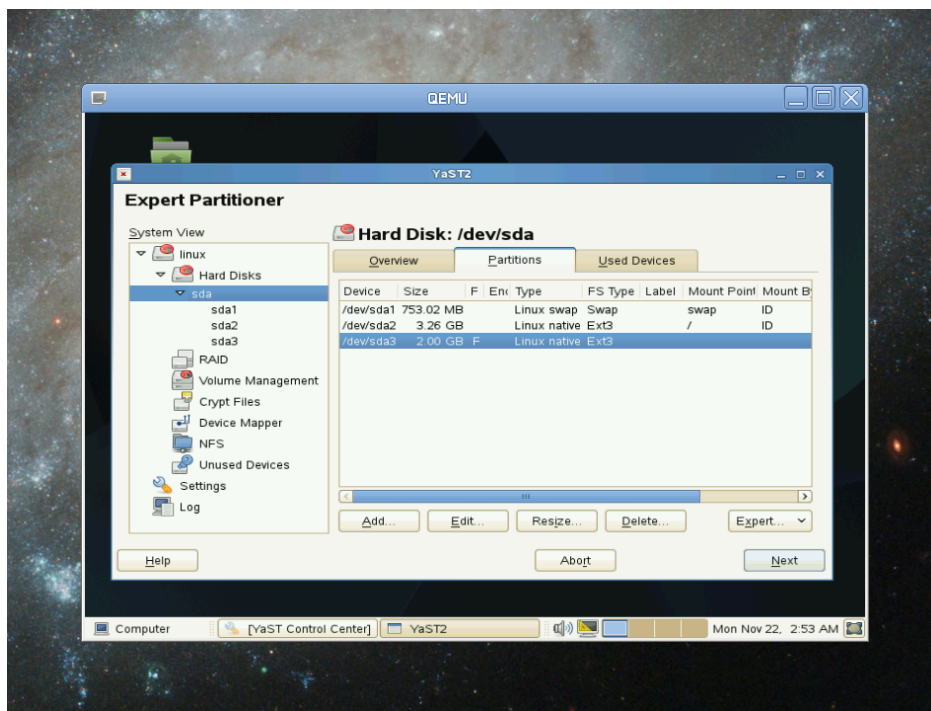 QEMU
YaST2
Expert Partitioner
System View
linux
Hard Disks
sda
sda1
sda2
sda3
RAID
Volume Management
Crypt Files
Device Mapper
NFS
Unused Devices
Settings
Log
Hard Disk: /dev/sda
Overview Partitions Used Devices
Device Size F Enc Type FS Type Label Mount Point Mount B
/dev/sda1 753.02 MB Linux swap Swap swap ID
/dev/sda2 3.26 GB Linux native Ext3 / ID
/dev/sda3 2.00 GB F Linux native Ext3
Add... Edit... Resize... Delete... Expert...
Help Abort Next
Computer [YaST Control Center] YaST2 Mon Nov 22, 2:53 AM